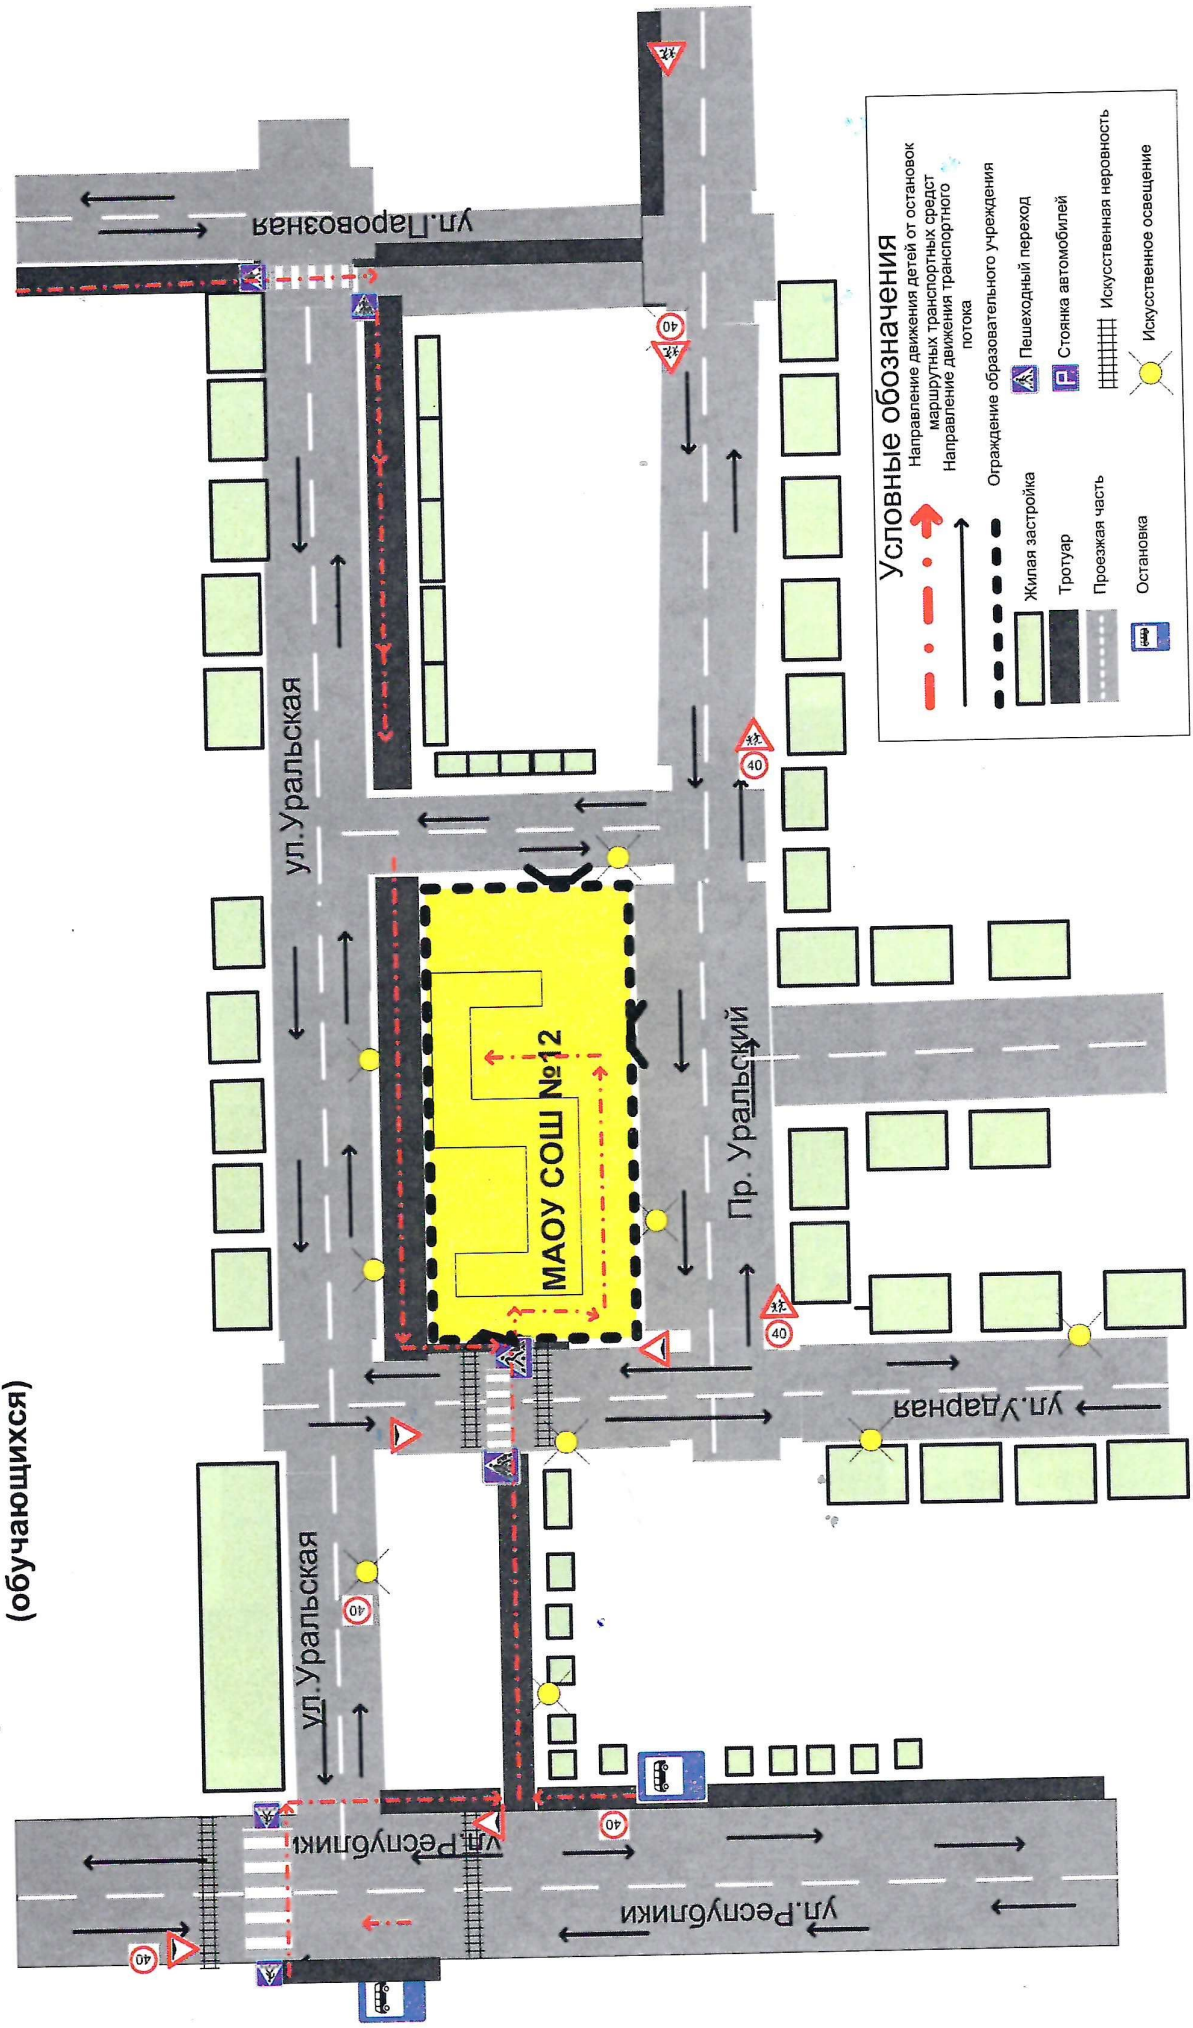 (обучающихся)
ул.Уральская
ул.Уральская
ул.Паровозная
МАОУ СОШ №12
Пр. Уральский
ул.Ударная
ул.Республики
ул.Республики
40
40
40
40
40
40
Условные обозначения
Направление движения детей от остановок
маршрутных транспортных средст
Направление движения транспортного
потока
Ограждение образовательного учреждения
Жилая застройка
Пешеходный переход
Тротуар
P
Стоянка автомобилей
Проезжая часть
Искусственная неровность
Остановка
Искусственное освещение